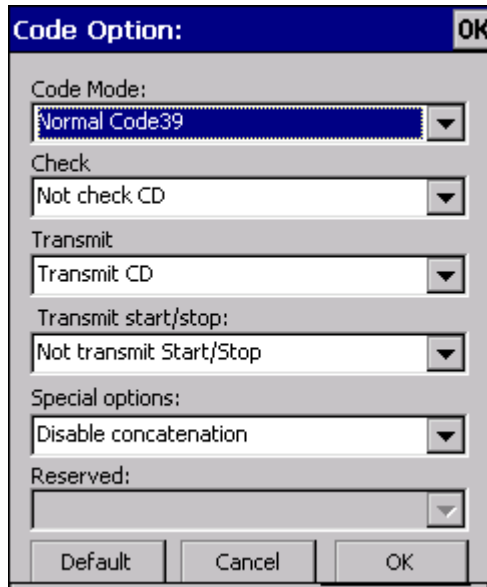 Code Option: OK
Code Mode:
Normal Code39
Check
Not check CD
Transmit
Transmit CD
Transmit start/stop:
Not transmit Start/Stop
Special options:
Disable concatenation
Reserved:
Default Cancel OK